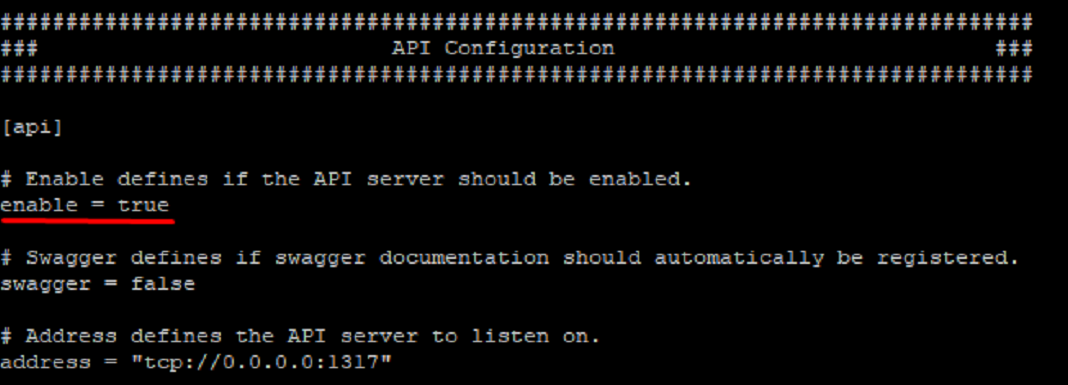 ###############################################################################
###                           API Configuration                             ###
###############################################################################
[api]
# Enable defines if the API server should be enabled.
enable = true
# Swagger defines if swagger documentation should automatically be registered.
swagger = false
# Address defines the API server to listen on.
address = "tcp://0.0.0.0:1317"